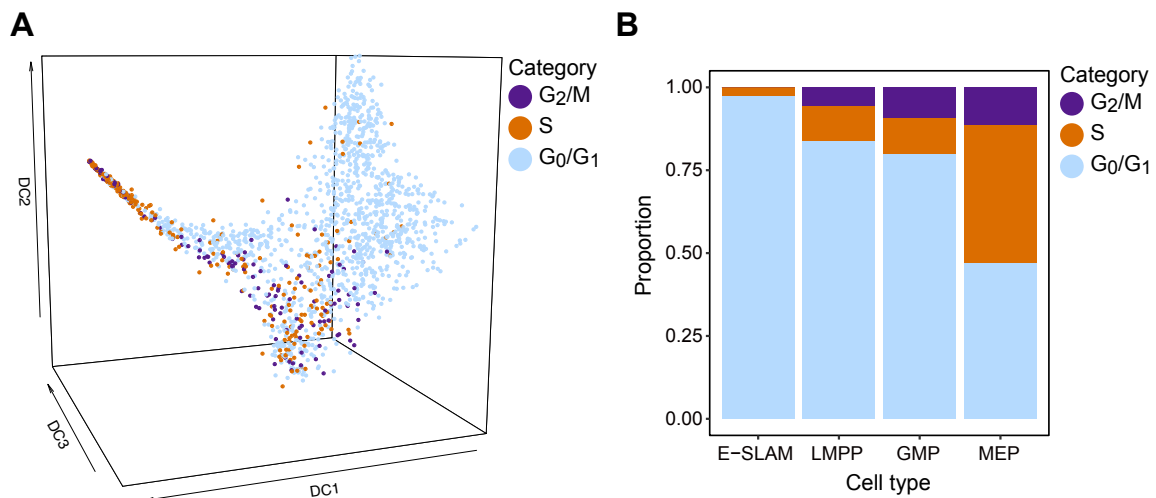 A
Category
G₂/M
S
G₀/G₁
DC2
DC3
DC1
B
Category
G₂/M
S
G₀/G₁
Proportion
1.00
0.75
0.50
0.25
0.00
E−SLAM LMPP GMP MEP
Cell type